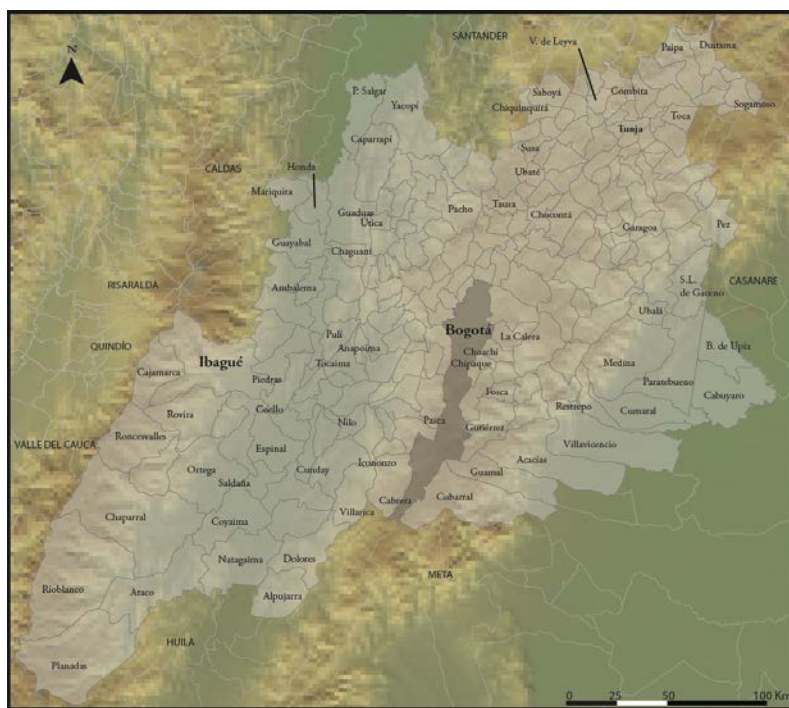 N
SANTANDER
V. de Leyva
Paipa
Duitama
P. Salgar
Yacopí
Saboyá
Chiquinquirá
Cómbita
Sogamoso
Toca
Tunja
Caparrapí
Susa
Ubaté
CALDAS
Honda
Mariquita
Guaduas
Útica
Pacho
Tausa
Chocontá
Garagoa
Pez
Guayabal
Chaguaní
RISARALDA
Ambalema
S.L.
de Gaceno
CASANARE
Ubalá
QUINDÍO
Ibagué
Pulí
Anapoima
Tocaima
Bogotá
La Calera
Choachí
Chipaque
B. de Upía
Cajamarca
Piedras
Medina
Paratebueno
Cabuyaro
Fosca
Rovira
Coello
Nilo
Pasca
Gutiérrez
Restrepo
Cumaral
VALLE DEL CAUCA
Roncesvalles
Espinal
Villavicencio
Ortega
Saldaña
Cunday
Icononzo
Guamal
Acacías
Chaparral
Coyaima
Villarica
Cabrera
Cubarral
Natagaima
Dolores
META
Rioblanco
Ataco
Alpujarra
HUILA
Planadas
0 25 50 100 Km